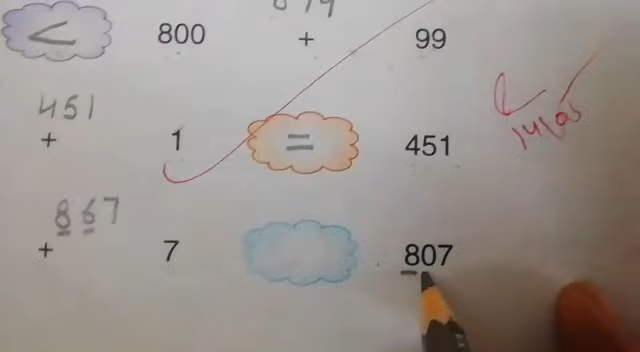 < 800 + 99
451
+ 1 = 451
867
+ 7 807